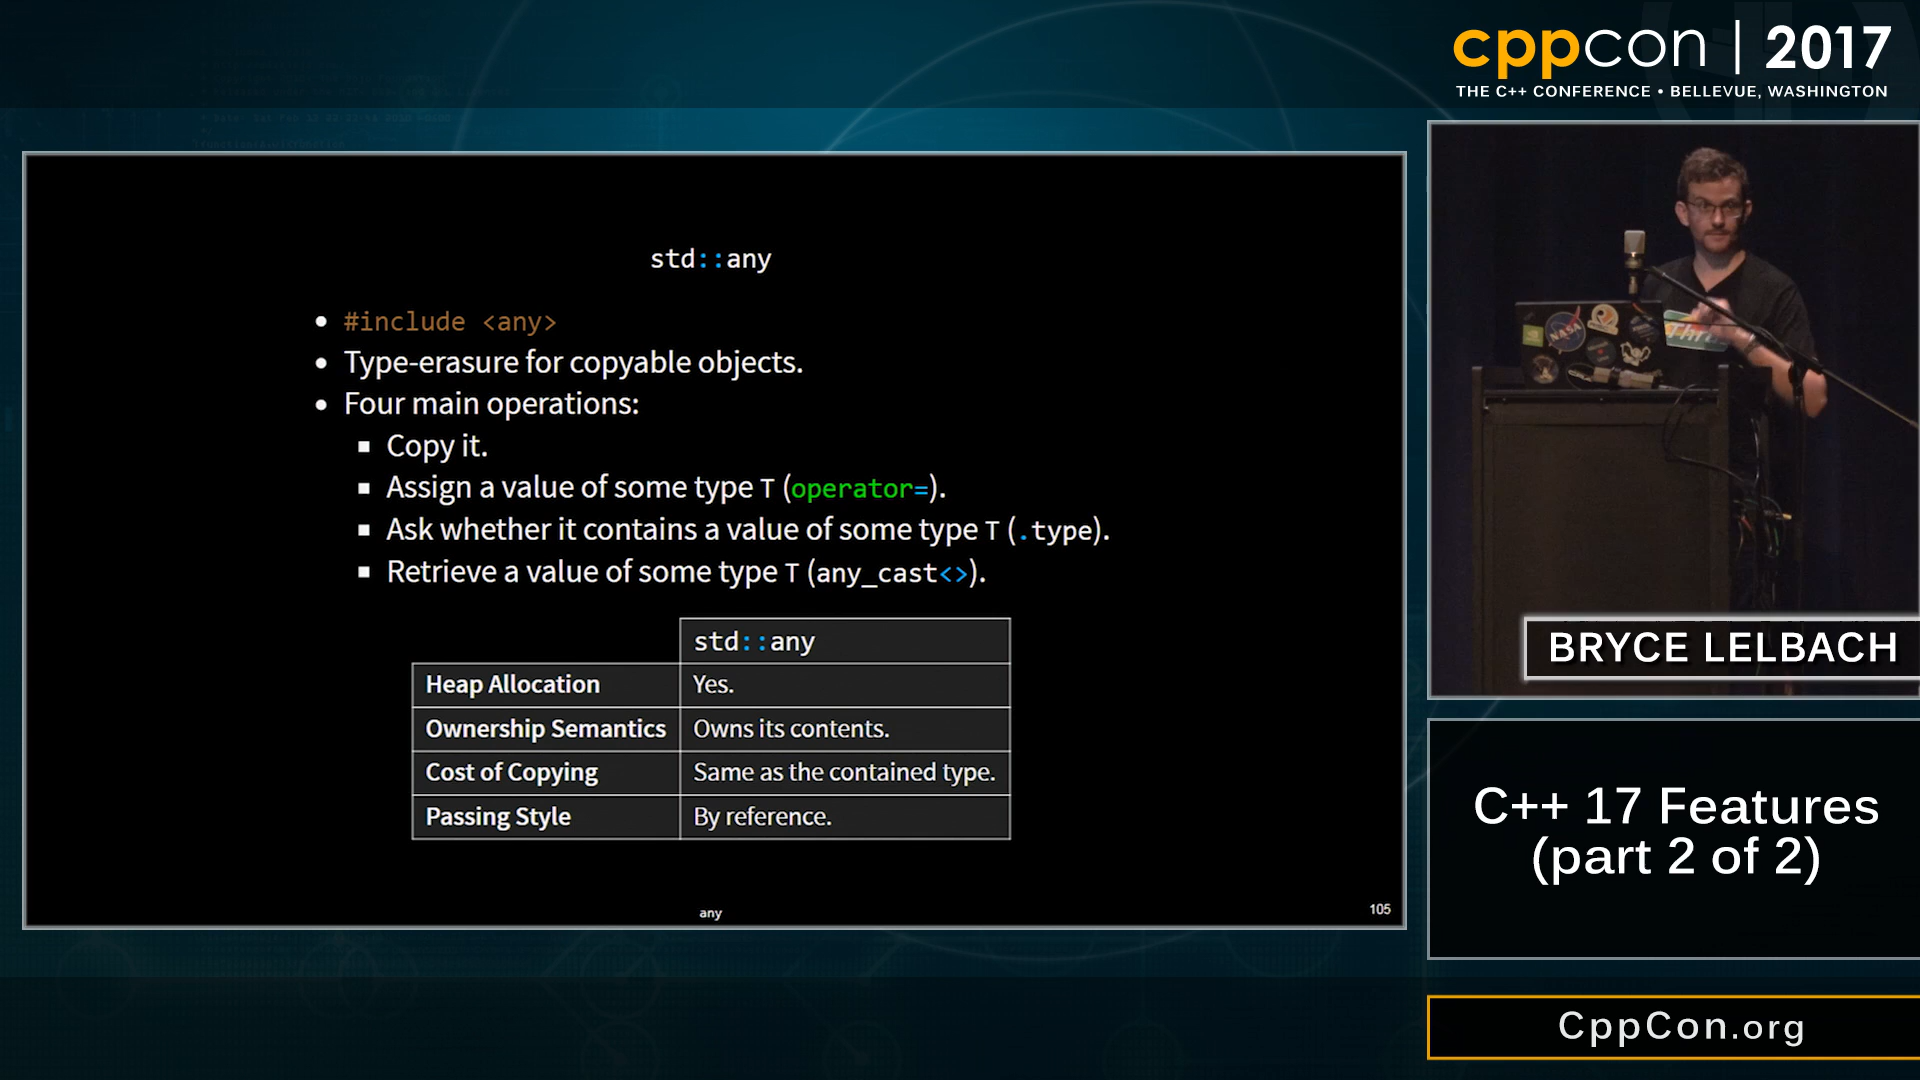 cppcon | 2017
THE C++ CONFERENCE • BELLEVUE, WASHINGTON
std::any
• #include <any>
• Type-erasure for copyable objects.
• Four main operations:
▪ Copy it.
▪ Assign a value of some type T (operator=).
▪ Ask whether it contains a value of some type T (.type).
▪ Retrieve a value of some type T (any_cast<>).
std::any
Heap Allocation Yes.
Ownership Semantics Owns its contents.
Cost of Copying Same as the contained type.
Passing Style By reference.
any
105
NASA
BRYCE LELBACH
C++ 17 Features
(part 2 of 2)
CppCon.org